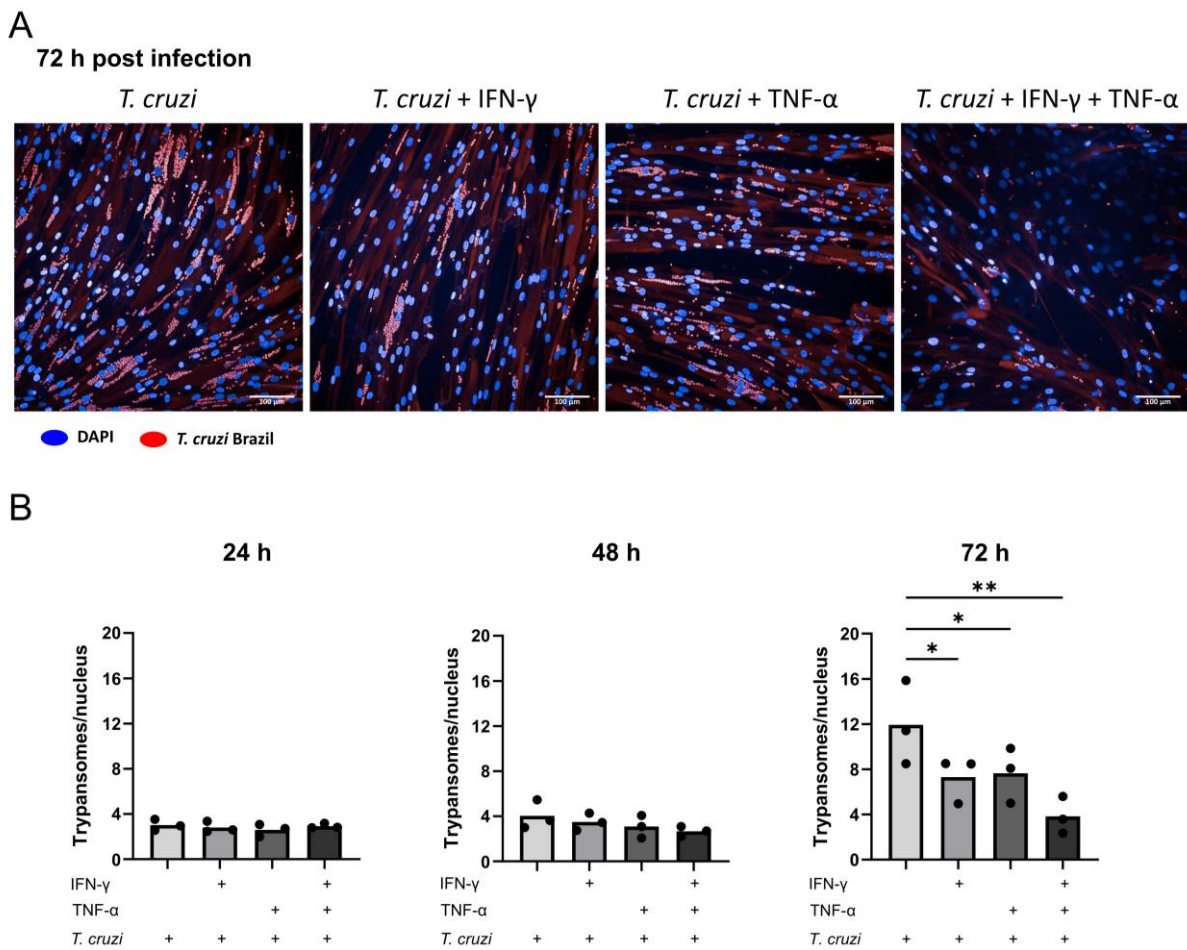 A
72 h post infection
T. cruzi
T. cruzi + IFN-γ
T. cruzi + TNF-α
T. cruzi + IFN-γ + TNF-α
100 µm
100 µm
100 µm
100 µm
DAPI
T. cruzi Brazil
B
24 h
48 h
72 h
**
*
*
Trypansomes/nucleus
20
16
12
8
4
0
Trypansomes/nucleus
20
16
12
8
4
0
Trypansomes/nucleus
20
16
12
8
4
0
IFN-γ + +
TNF-α + +
T. cruzi + + + +
IFN-γ + +
TNF-α + +
T. cruzi + + + +
IFN-γ + +
TNF-α + +
T. cruzi + + + +